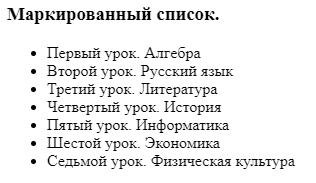 Маркированный список.
Первый урок. Алгебра
Второй урок. Русский язык
Третий урок. Литература
Четвертый урок. История
Пятый урок. Информатика
Шестой урок. Экономика
Седьмой урок. Физическая культура